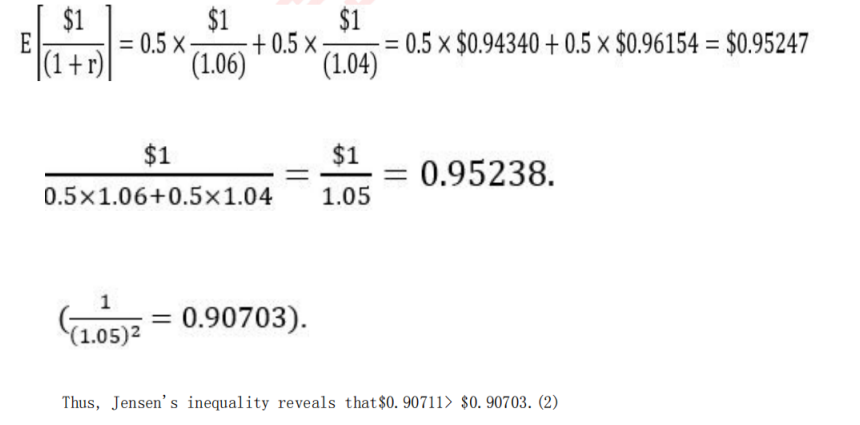 E[$1/(1 + r)] = 0.5 × $1/(1.06) + 0.5 × $1/(1.04) = 0.5 × $0.94340 + 0.5 × $0.96154 = $0.95247
$1/0.5×1.06+0.5×1.04 = $1/1.05 = 0.95238.
(1/(1.05)² = 0.90703).
Thus, Jensen's inequality reveals that$0.90711> $0.90703.(2)